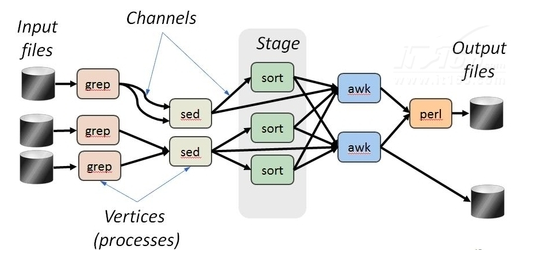 Input
files
Channels
Stage
Output
files
grep
grep
grep
sed
sed
sort
sort
sort
awk
awk
perl
Vertices
(processes)